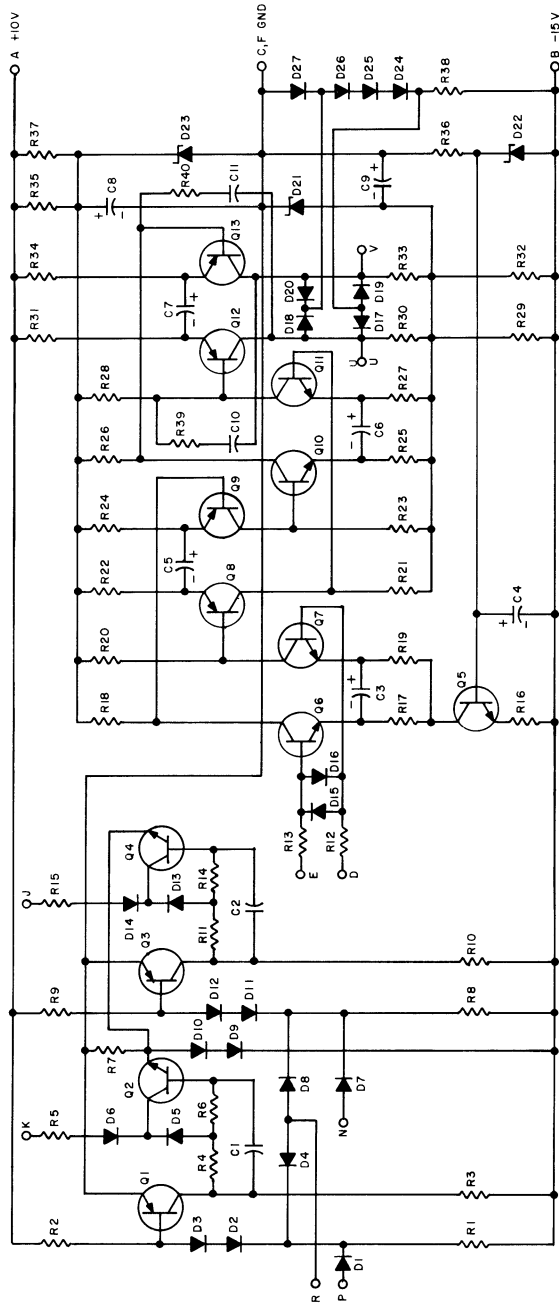 A +10V
C,F GND
B -15V
R37
D23
D27
D26
D25
D24
R38
R35
C8
+
-
R40
C11
D21
C9
-
+
R36
D22
R34
Q13
V
R33
R32
R31
C7
-
+
Q12
D20
D18
D19
D17
U
U
R30
R29
R28
R39
C10
Q11
R27
R26
Q10
C6
-
+
R25
R24
Q9
R23
R22
C5
-
+
Q8
R21
C4
+
-
R20
Q7
R19
Q5
R18
Q6
C3
-
+
R17
R16
D16
D15
R13
R12
E
D
J
R15
Q4
D14
D13
R14
R11
C2
Q3
R10
R9
D12
D11
R8
R7
D10
D9
D8
D7
N
K
R5
Q2
D6
D5
R6
R4
C1
D4
Q1
R3
R2
D3
D2
R1
D1
R
P